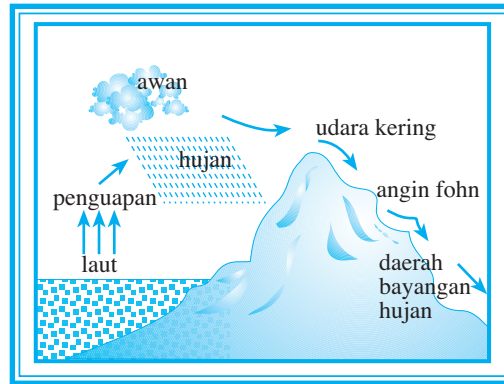 awan
udara kering
hujan
penguapan
angin fohn
laut
daerah
bayangan
hujan